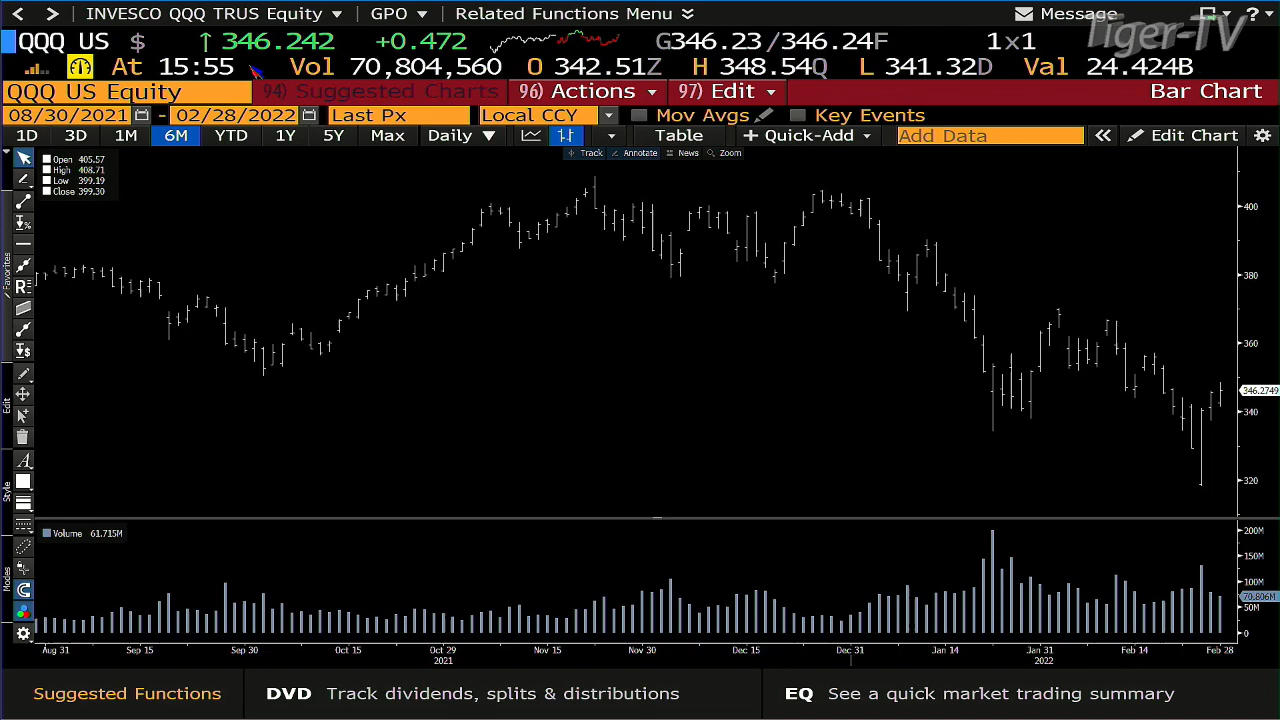 < > INVESCO QQQ TRUS Equity GPO Related Functions Menu Message ?
Tiger-TV
QQQ US $ ↑ 346.242 +0.472 G346.23 /346.24F 1×1
At 15:55 Vol 70,804,560 O 342.51Z H 348.54Q L 341.32D Val 24.424B
QQQ US Equity 94) Suggested Charts 96) Actions 97) Edit Bar Chart
08/30/2021 - 02/28/2022 Last Px Local CCY Mov Avgs Key Events
1D 3D 1M 6M YTD 1Y 5Y Max Daily ▼ Table + Quick-Add Add Data « Edit Chart
Track Annotate News Zoom
Open 405.57
High 408.71
Low 399.19
Close 399.30
400
380
360
346.2749
340
320
Favorites
Edit
Style
Modes
Volume 61.715M
200M
150M
100M
70.806M
50M
0
Aug 31 Sep 15 Sep 30 Oct 15 Oct 29 Nov 15 Nov 30 Dec 15 Dec 31 Jan 14 Jan 31 Feb 14 Feb 28
2021 2022
Suggested Functions DVD Track dividends, splits & distributions EQ See a quick market trading summary